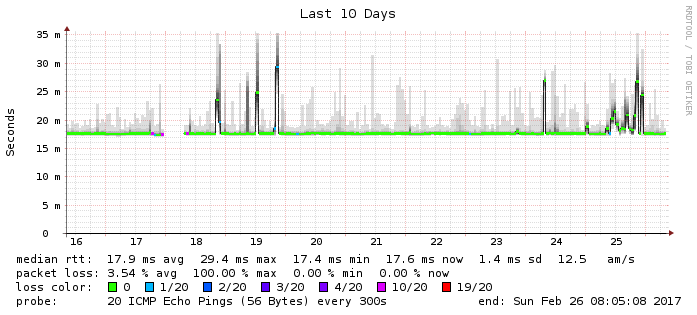 Last 10 Days
RRDTOOL / TOBI OETIKER
Seconds
35 m
30 m
25 m
20 m
15 m
10 m
5 m
0
16 17 18 19 20 21 22 23 24 25
median rtt: 17.9 ms avg 29.4 ms max 17.4 ms min 17.6 ms now 1.4 ms sd 12.5 am/s
packet loss: 3.54 % avg 100.00 % max 0.00 % min 0.00 % now
loss color: 0 1/20 2/20 3/20 4/20 10/20 19/20
probe: 20 ICMP Echo Pings (56 Bytes) every 300s end: Sun Feb 26 08:05:08 2017